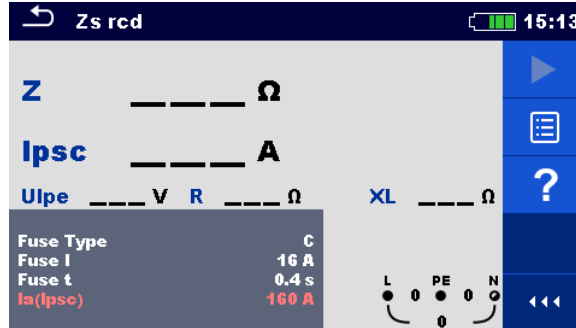 Zs rcd 15:13
Z ___ Ω
Ipsc ___ A
Ulpe ___ V R ___ Ω XL ___ Ω
?
Fuse Type C
Fuse I 16 A
Fuse t 0.4 s
Ia(Ipsc) 160 A
L PE N
0 0
0